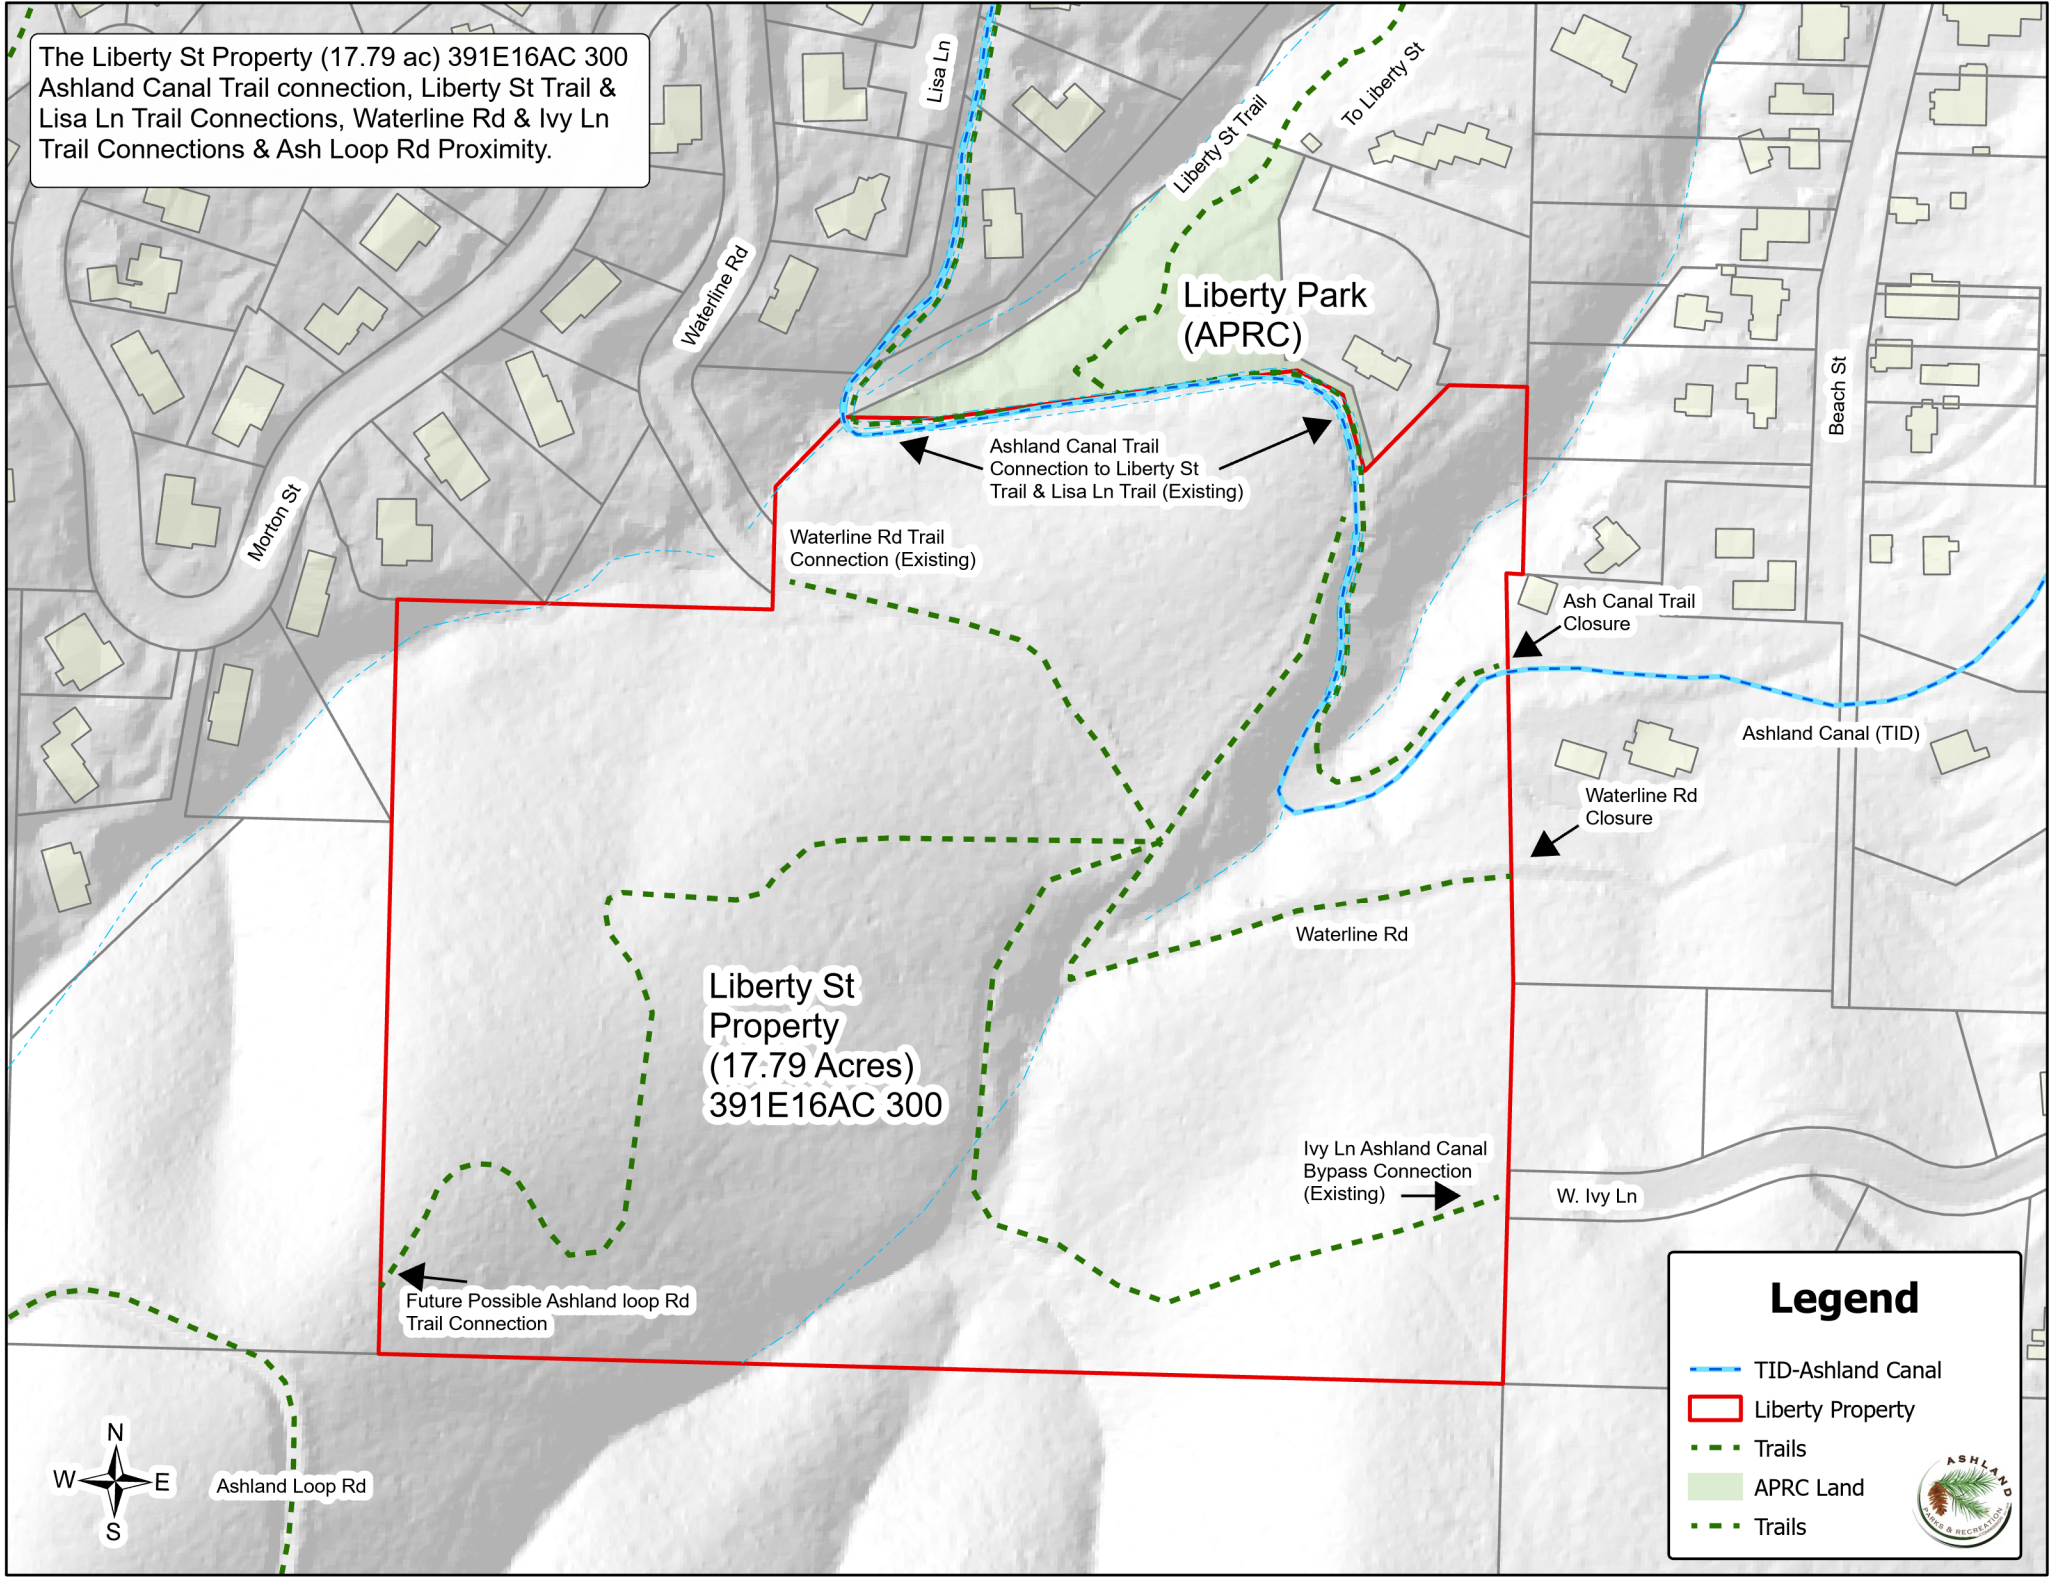 The Liberty St Property (17.79 ac) 391E16AC 300
Ashland Canal Trail connection, Liberty St Trail &
Lisa Ln Trail Connections, Waterline Rd & Ivy Ln
Trail Connections & Ash Loop Rd Proximity.
Lisa Ln
To Liberty St
Liberty St Trail
Waterline Rd
Liberty Park
(APRC)
Beach St
Ashland Canal Trail
Connection to Liberty St
Trail & Lisa Ln Trail (Existing)
Morton St
Waterline Rd Trail
Connection (Existing)
Ash Canal Trail
Closure
Ashland Canal (TID)
Waterline Rd
Closure
Waterline Rd
Liberty St
Property
(17.79 Acres)
391E16AC 300
Ivy Ln Ashland Canal
Bypass Connection
(Existing)
W. Ivy Ln
Future Possible Ashland loop Rd
Trail Connection
Ashland Loop Rd
N
W
E
S
Legend
TID-Ashland Canal
Liberty Property
Trails
APRC Land
Trails
ASHLAND
PARKS & RECREATION